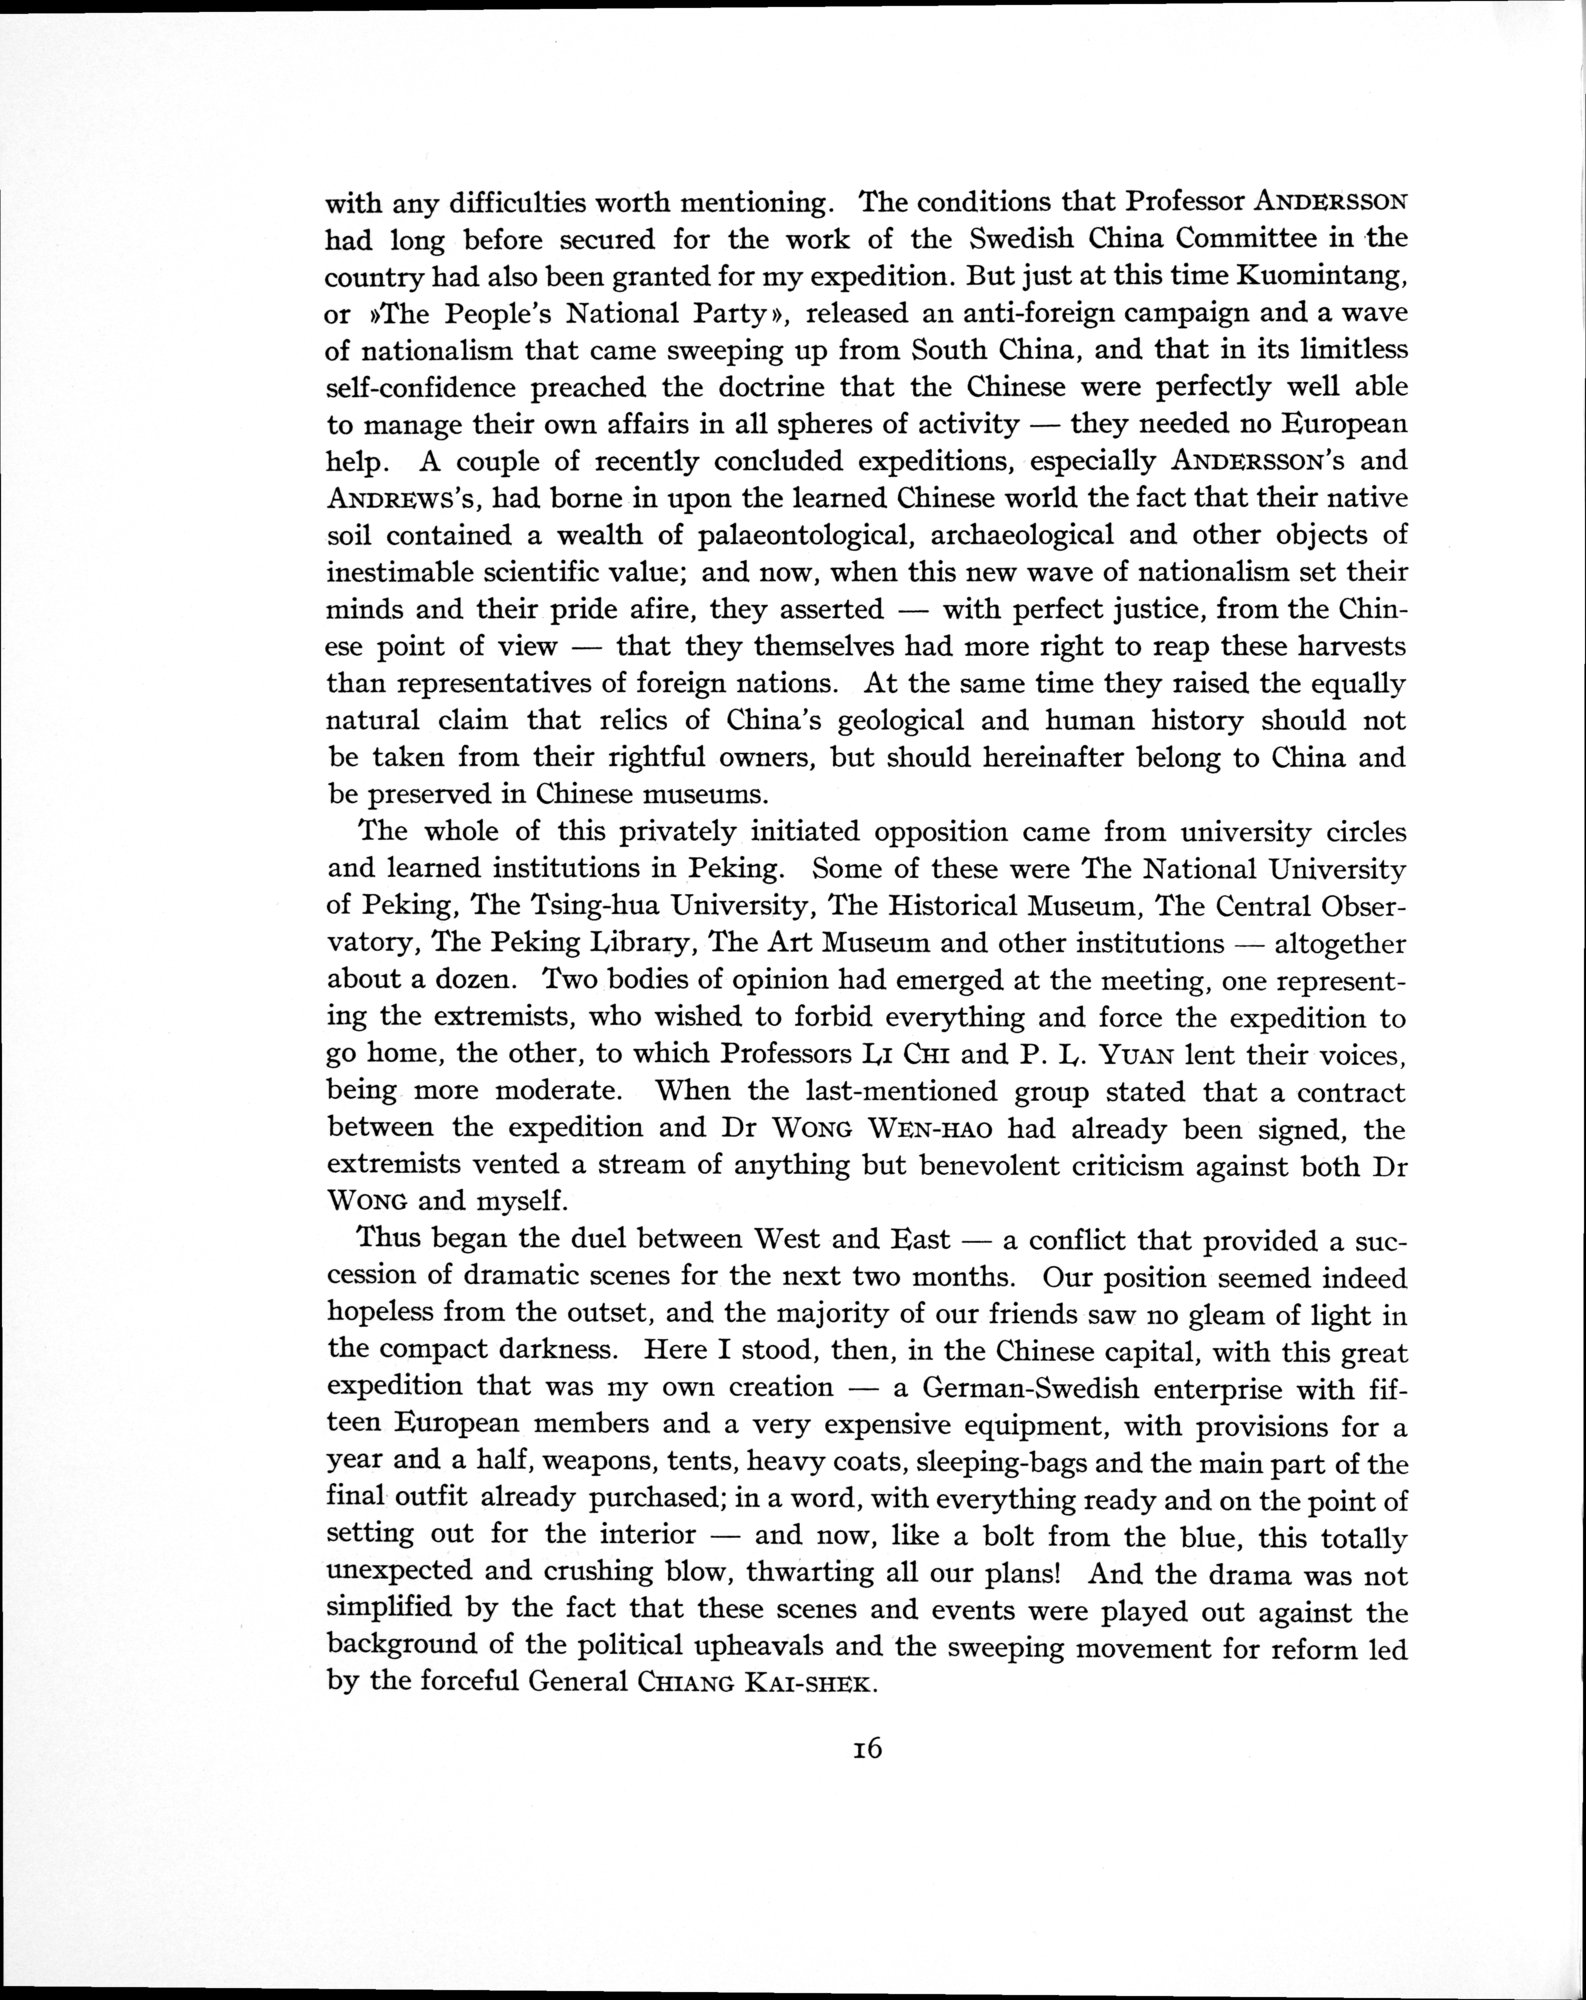 with any difficulties worth mentioning. The conditions that Professor ANDERSSON
had long before secured for the work of the Swedish China Committee in the
country had also been granted for my expedition. But just at this time Kuomintang,
or »The People's National Party», released an anti-foreign campaign and a wave
of nationalism that came sweeping up from South China, and that in its limitless
self-confidence preached the doctrine that the Chinese were perfectly well able
to manage their own affairs in all spheres of activity — they needed no European
help. A couple of recently concluded expeditions, especially ANDERSSON's and
ANDREWS's, had borne in upon the learned Chinese world the fact that their native
soil contained a wealth of palaeontological, archaeological and other objects of
inestimable scientific value; and now, when this new wave of nationalism set their
minds and their pride afire, they asserted — with perfect justice, from the Chin-
ese point of view — that they themselves had more right to reap these harvests
than representatives of foreign nations. At the same time they raised the equally
natural claim that relics of China's geological and human history should not
be taken from their rightful owners, but should hereinafter belong to China and
be preserved in Chinese museums.
The whole of this privately initiated opposition came from university circles
and learned institutions in Peking. Some of these were The National University
of Peking, The Tsing-hua University, The Historical Museum, The Central Obser-
vatory, The Peking Library, The Art Museum and other institutions — altogether
about a dozen. Two bodies of opinion had emerged at the meeting, one represent-
ing the extremists, who wished to forbid everything and force the expedition to
go home, the other, to which Professors LI CHI and P. L. YUAN lent their voices,
being more moderate. When the last-mentioned group stated that a contract
between the expedition and Dr WONG WEN-HAO had already been signed, the
extremists vented a stream of anything but benevolent criticism against both Dr
WONG and myself.
Thus began the duel between West and East — a conflict that provided a suc-
cession of dramatic scenes for the next two months. Our position seemed indeed
hopeless from the outset, and the majority of our friends saw no gleam of light in
the compact darkness. Here I stood, then, in the Chinese capital, with this great
expedition that was my own creation — a German-Swedish enterprise with fif-
teen European members and a very expensive equipment, with provisions for a
year and a half, weapons, tents, heavy coats, sleeping-bags and the main part of the
final outfit already purchased; in a word, with everything ready and on the point of
setting out for the interior — and now, like a bolt from the blue, this totally
unexpected and crushing blow, thwarting all our plans! And the drama was not
simplified by the fact that these scenes and events were played out against the
background of the political upheavals and the sweeping movement for reform led
by the forceful General CHIANG KAI-SHEK.
16